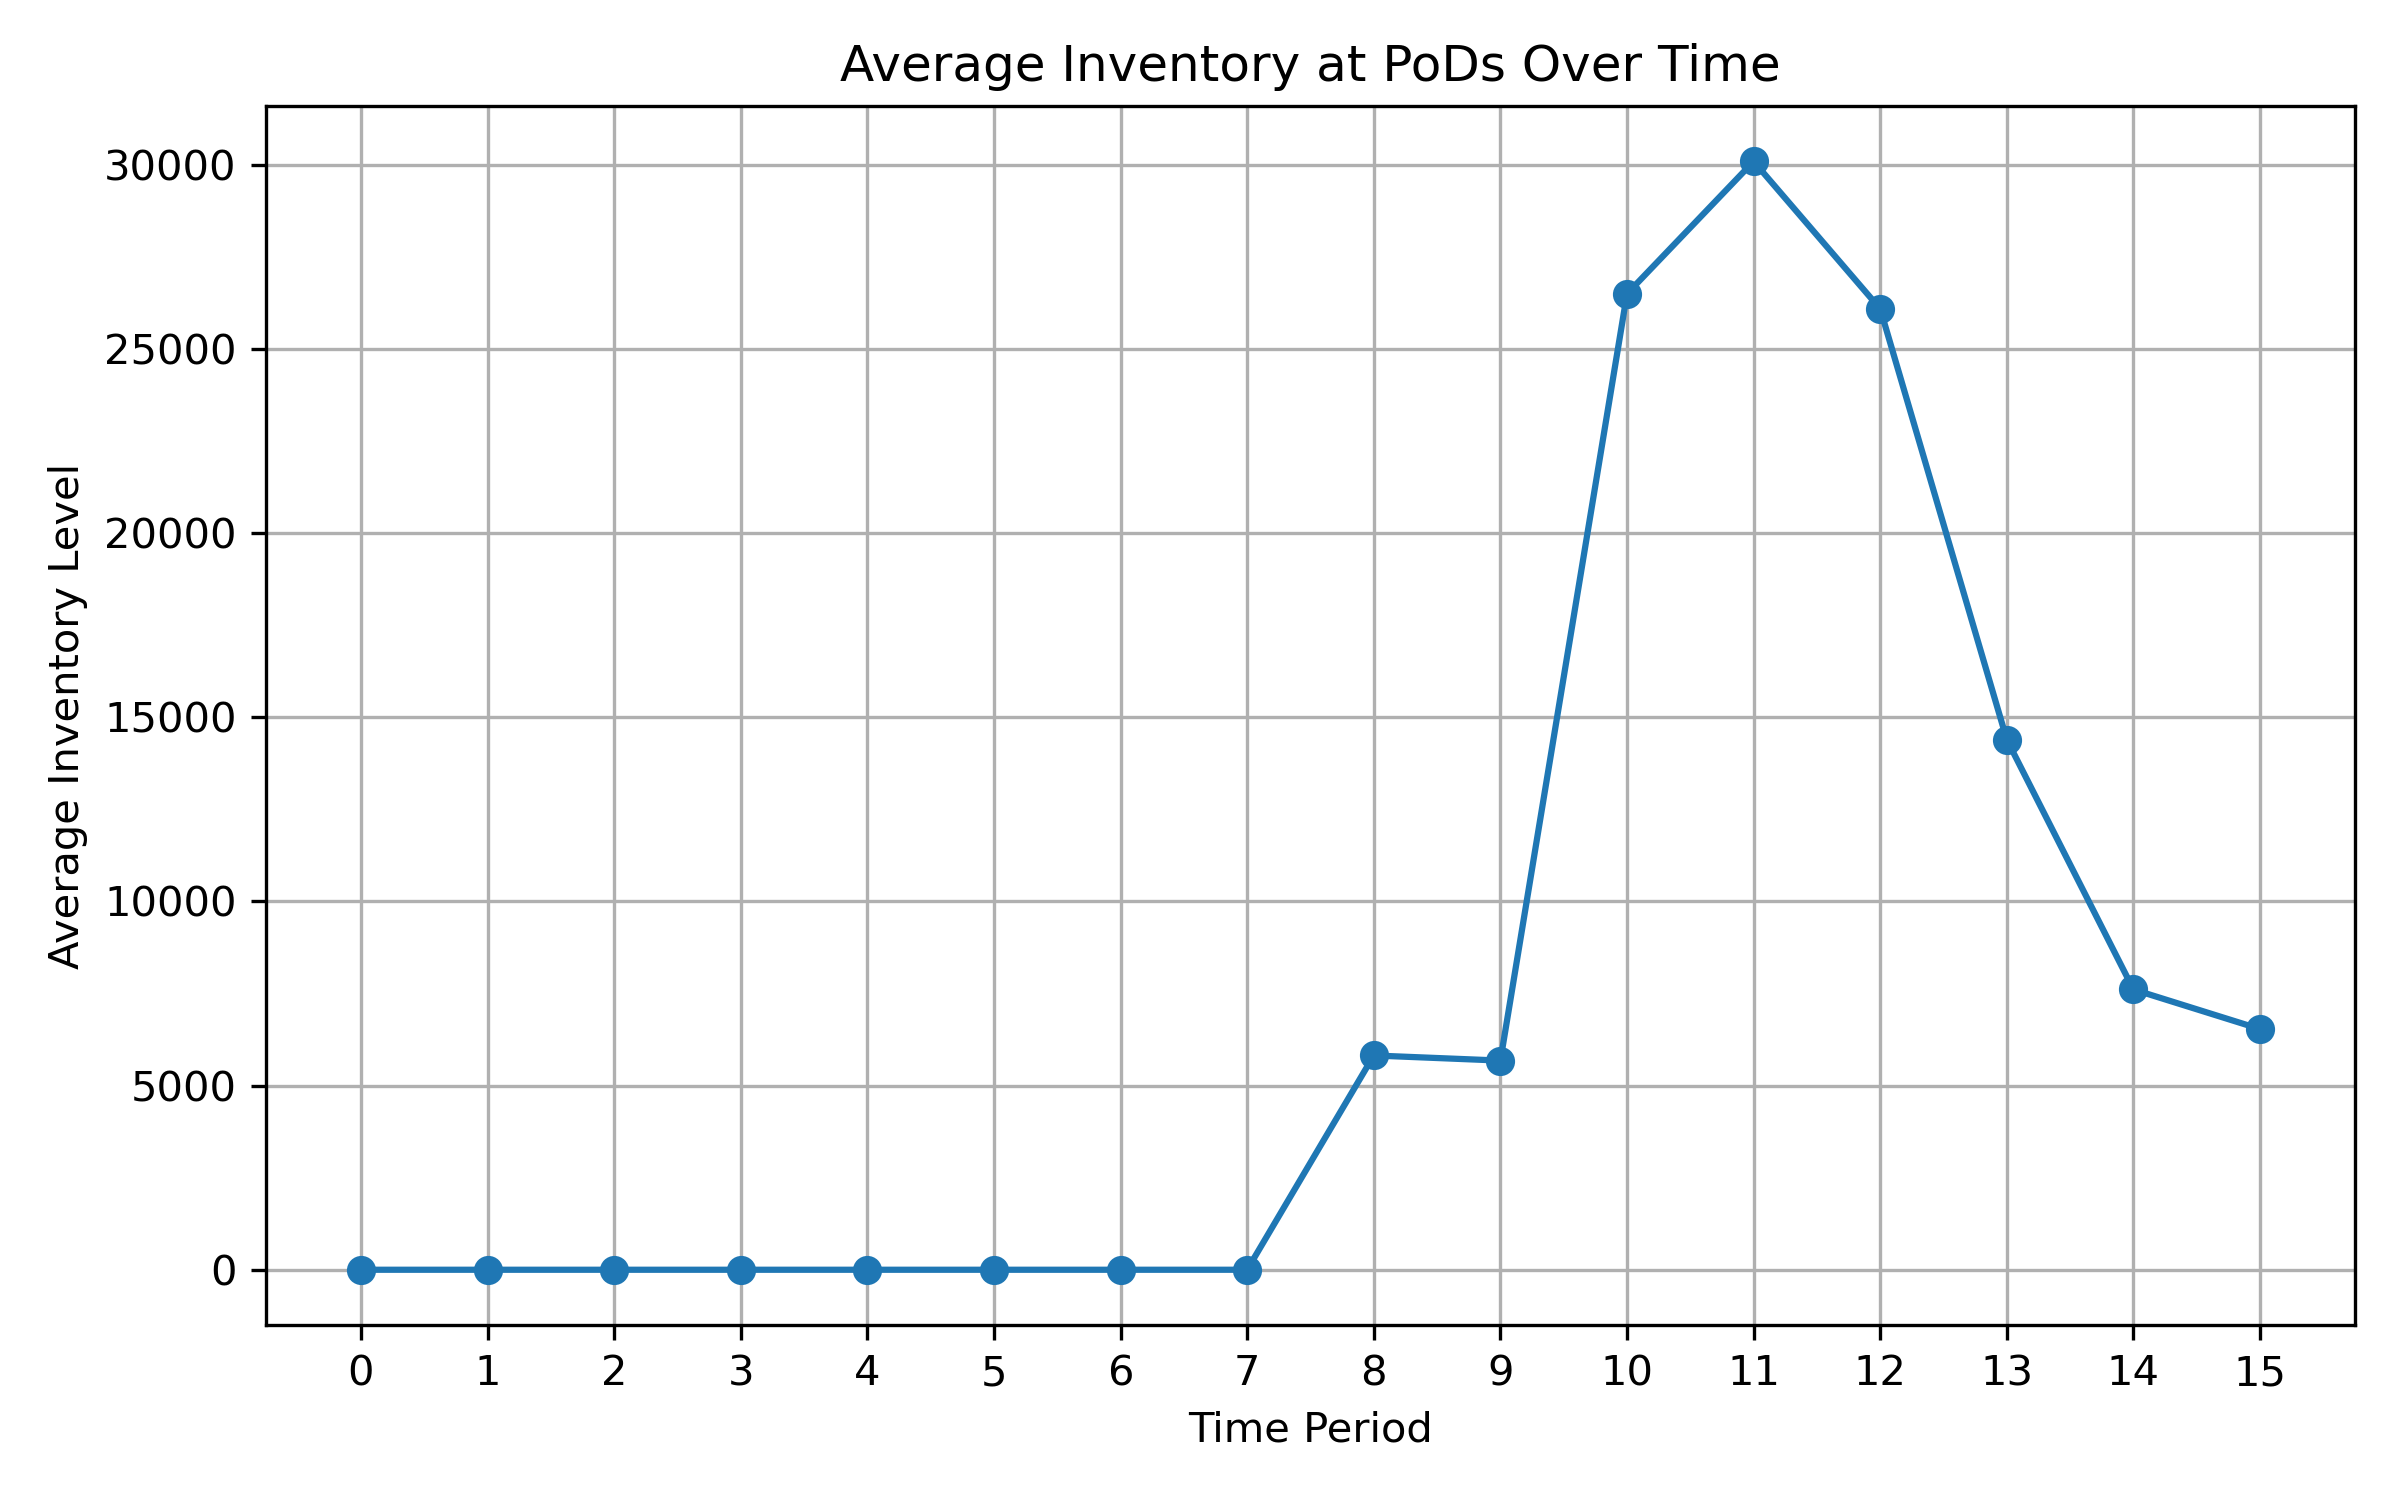 Average Inventory at PoDs Over Time
Average Inventory Level
30000
25000
20000
15000
10000
5000
0
0 1 2 3 4 5 6 7 8 9 10 11 12 13 14 15
Time Period